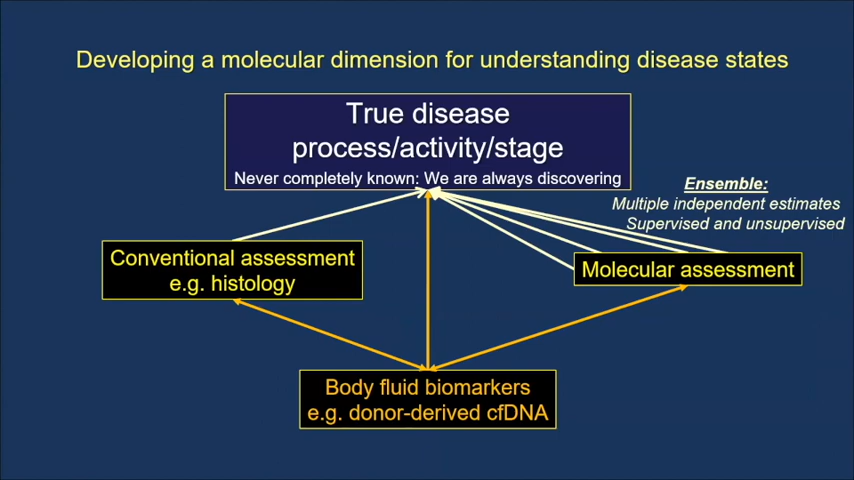 Developing a molecular dimension for understanding disease states
True disease
process/activity/stage
Never completely known: We are always discovering
Ensemble:
Multiple independent estimates
Supervised and unsupervised
Conventional assessment
e.g. histology
Molecular assessment
Body fluid biomarkers
e.g. donor-derived cfDNA